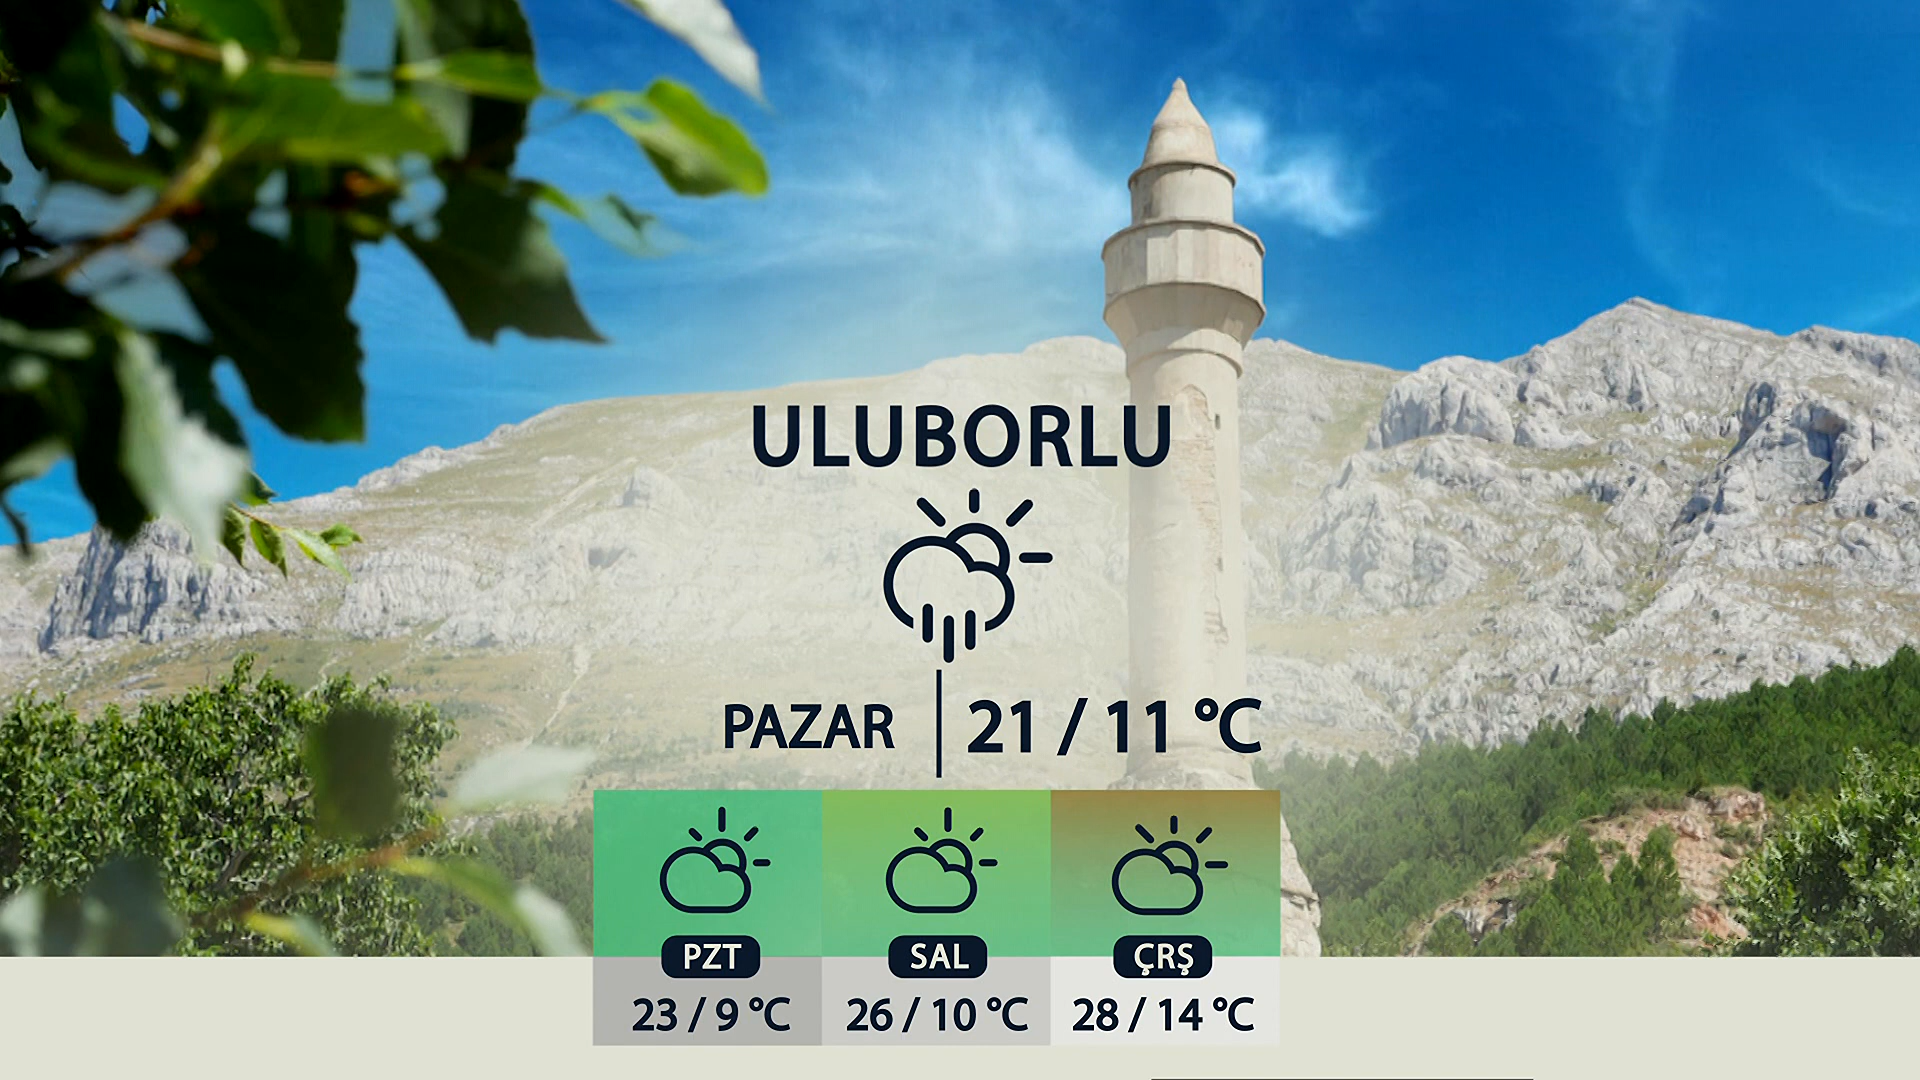 ULUBORLU
PAZAR 21 / 11 °C
PZT SAL ÇRŞ
23 / 9 °C 26 / 10 °C 28 / 14 °C